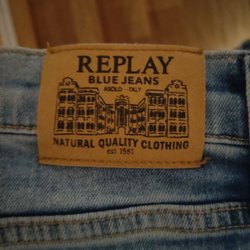 REPLAY
BLUE JEANS
ASOLO - ITALY
NATURAL QUALITY CLOTHING
est 1981